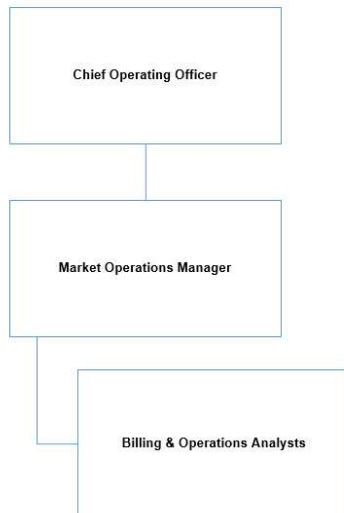 Chief Operating Officer
Market Operations Manager
Billing & Operations Analysts